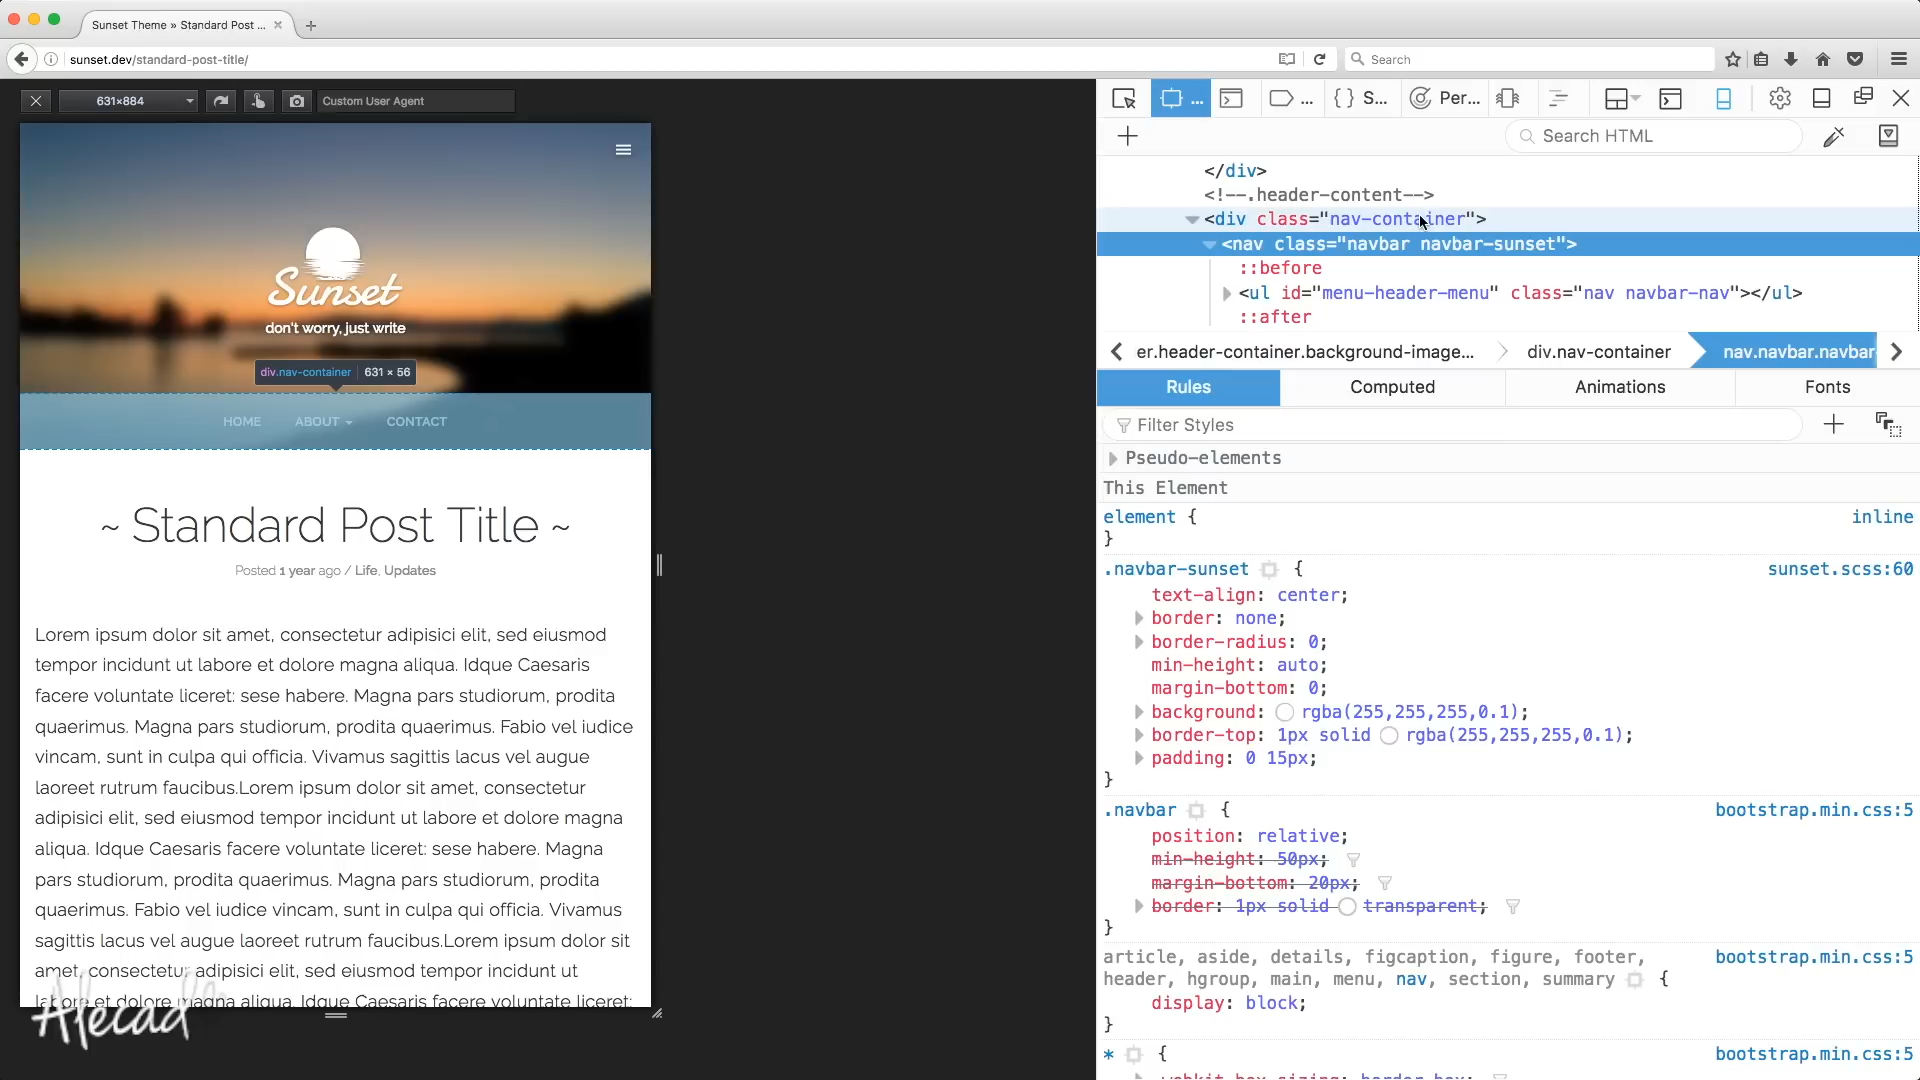 Sunset Theme » Standard Post ...
sunset.dev/standard-post-title/
Search
631×884
Custom User Agent
Sunset
don't worry, just write
div.nav-container 631 × 56
HOME ABOUT CONTACT
~ Standard Post Title ~
Posted 1 year ago / Life, Updates
Lorem ipsum dolor sit amet, consectetur adipisici elit, sed eiusmod
tempor incidunt ut labore et dolore magna aliqua. Idque Caesaris
facere voluntate liceret: sese habere. Magna pars studiorum, prodita
quaerimus. Magna pars studiorum, prodita quaerimus. Fabio vel iudice
vincam, sunt in culpa qui officia. Vivamus sagittis lacus vel augue
laoreet rutrum faucibus.Lorem ipsum dolor sit amet, consectetur
adipisici elit, sed eiusmod tempor incidunt ut labore et dolore magna
aliqua. Idque Caesaris facere voluntate liceret: sese habere. Magna
pars studiorum, prodita quaerimus. Magna pars studiorum, prodita
quaerimus. Fabio vel iudice vincam, sunt in culpa qui officia. Vivamus
sagittis lacus vel augue laoreet rutrum faucibus.Lorem ipsum dolor sit
amet, consectetur adipisici elit, sed eiusmod tempor incidunt ut
labore et dolore magna aliqua. Idque Caesaris facere voluntate liceret:
Alecad
... ... { } S... Per...
Search HTML
</div>
<!--.header-content-->
<div class="nav-container">
<nav class="navbar navbar-sunset">
::before
<ul id="menu-header-menu" class="nav navbar-nav"></ul>
::after
er.header-container.background-image... div.nav-container nav.navbar.navbar
Rules Computed Animations Fonts
Filter Styles
Pseudo-elements
This Element
element { inline
}
.navbar-sunset { sunset.scss:60
text-align: center;
border: none;
border-radius: 0;
min-height: auto;
margin-bottom: 0;
background: rgba(255,255,255,0.1);
border-top: 1px solid rgba(255,255,255,0.1);
padding: 0 15px;
}
.navbar { bootstrap.min.css:5
position: relative;
min-height: 50px;
margin-bottom: 20px;
border: 1px solid transparent;
}
article, aside, details, figcaption, figure, footer, bootstrap.min.css:5
header, hgroup, main, menu, nav, section, summary {
display: block;
}
* { bootstrap.min.css:5